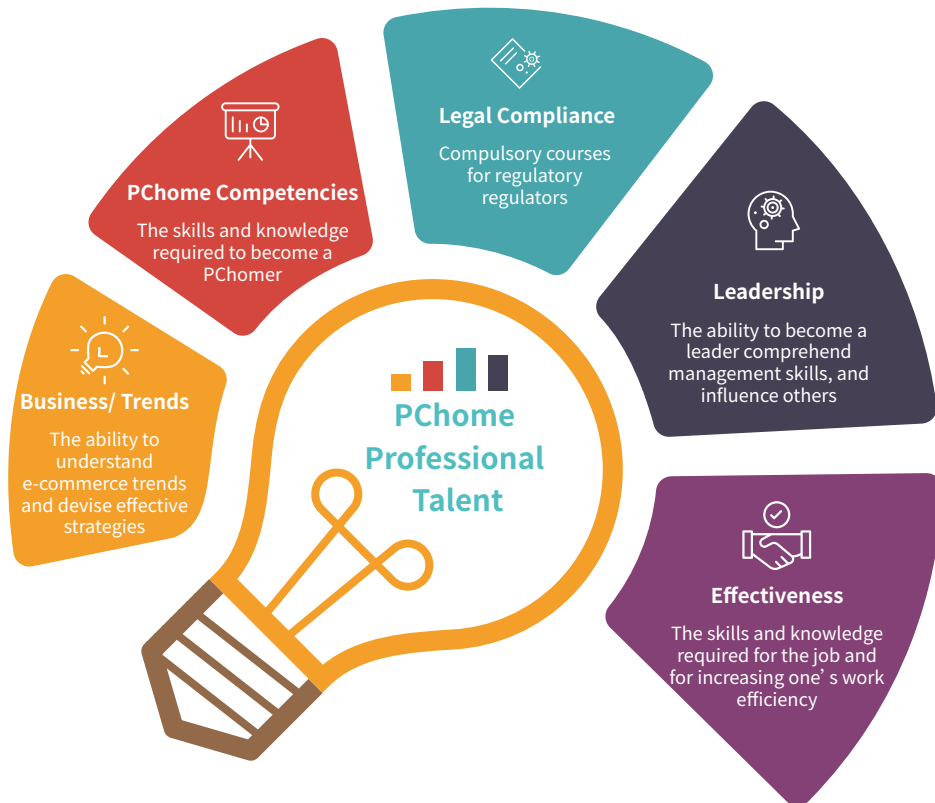 Legal Compliance
Compulsory courses
for regulatory
regulators
PChome Competencies
The skills and knowledge
required to become a
PChomer
Leadership
The ability to become a
leader comprehend
management skills, and
influence others
Business/ Trends
The ability to
understand
e-commerce trends
and devise effective
strategies
PChome
Professional
Talent
Effectiveness
The skills and knowledge
required for the job and
for increasing one’ s work
efficiency